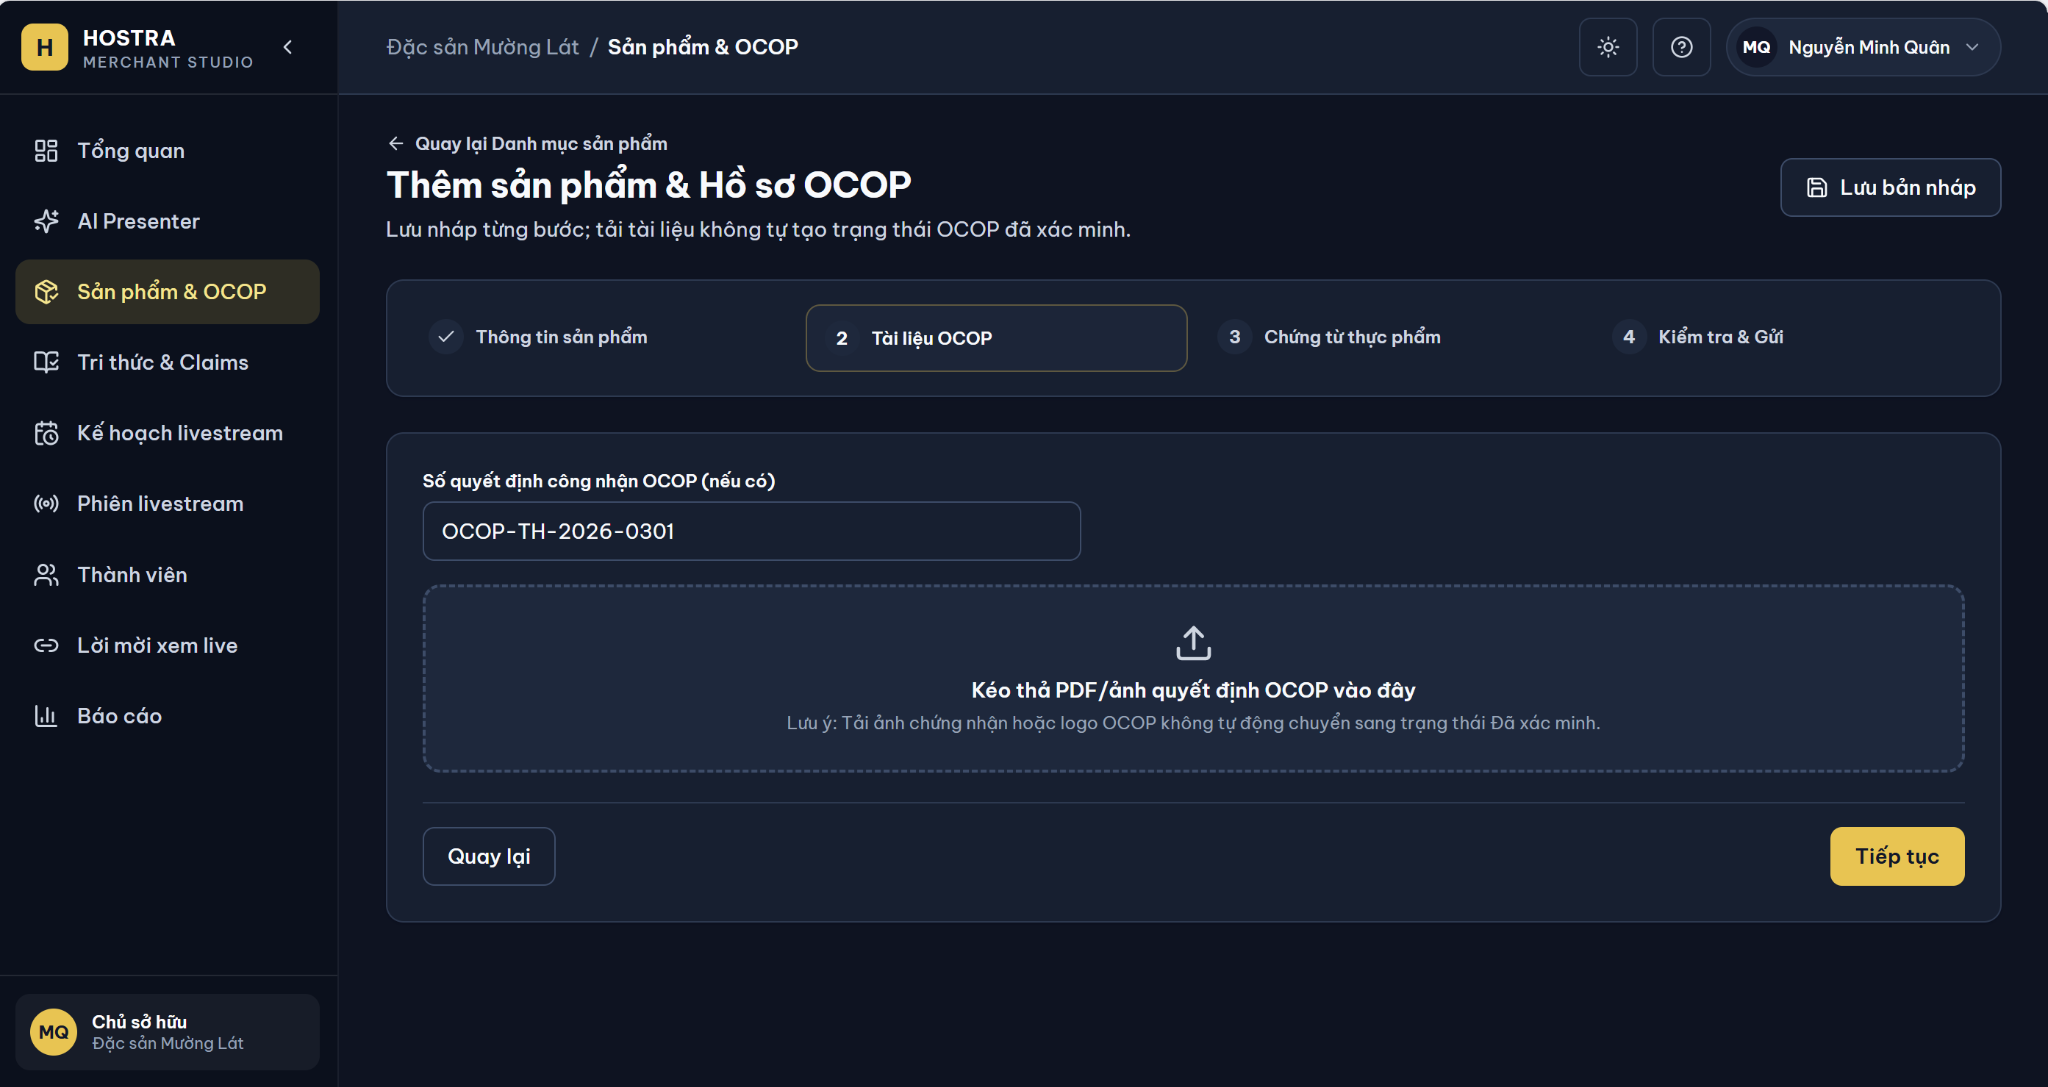 H
HOSTRA
MERCHANT STUDIO
Đặc sản Mường Lát / Sản phẩm & OCOP
MQ Nguyễn Minh Quân
Tổng quan
AI Presenter
Sản phẩm & OCOP
Tri thức & Claims
Kế hoạch livestream
Phiên livestream
Thành viên
Lời mời xem live
Báo cáo
MQ
Chủ sở hữu
Đặc sản Mường Lát
Quay lại Danh mục sản phẩm
Thêm sản phẩm & Hồ sơ OCOP
Lưu nháp từng bước; tải tài liệu không tự tạo trạng thái OCOP đã xác minh.
Lưu bản nháp
Thông tin sản phẩm
2 Tài liệu OCOP
3 Chứng từ thực phẩm
4 Kiểm tra & Gửi
Số quyết định công nhận OCOP (nếu có)
OCOP-TH-2026-0301
Kéo thả PDF/ảnh quyết định OCOP vào đây
Lưu ý: Tải ảnh chứng nhận hoặc logo OCOP không tự động chuyển sang trạng thái Đã xác minh.
Quay lại
Tiếp tục